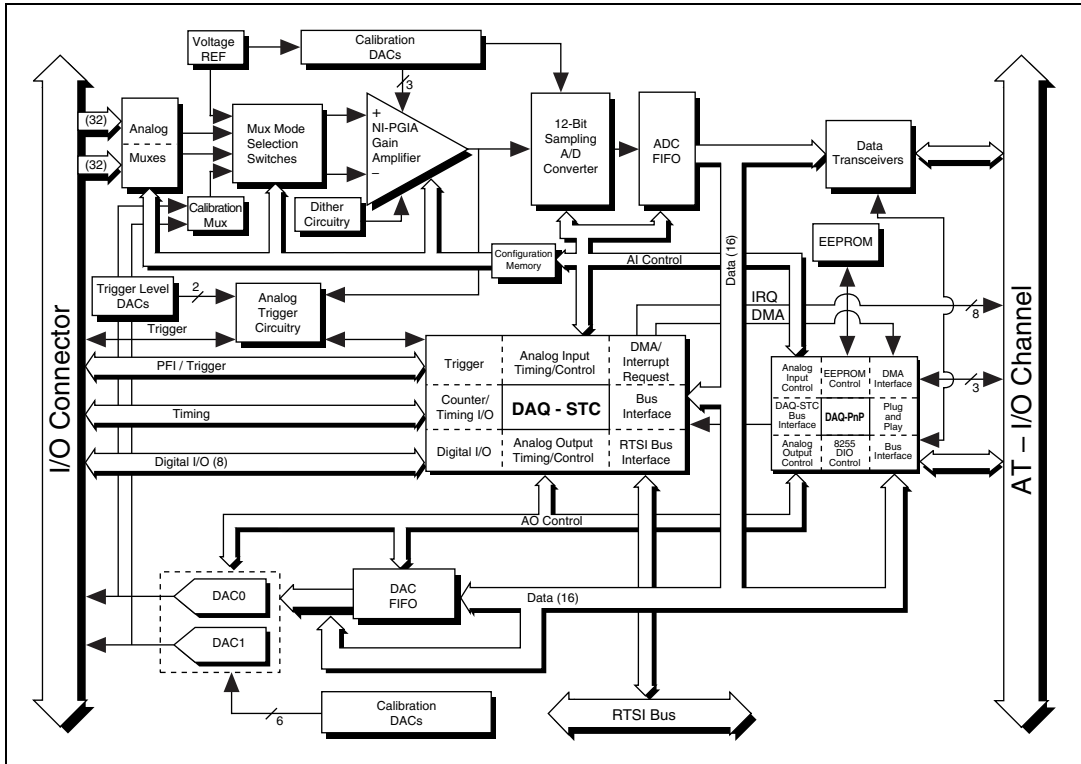 Voltage
REF
Calibration
DACs
3
(32)
(32)
Analog
Muxes
Mux Mode
Selection
Switches
+
NI-PGIA
Gain
Amplifier
–
12-Bit
Sampling
A/D
Converter
ADC
FIFO
Data
Transceivers
Calibration
Mux
Dither
Circuitry
Configuration
Memory
AI Control
Data (16)
EEPROM
Trigger Level
DACs
2
Analog
Trigger
Circuitry
Trigger
IRQ
DMA
8
PFI / Trigger
Timing
Digital I/O (8)
Trigger
Analog Input
Timing/Control
DMA/
Interrupt
Request
Counter/
Timing I/O
DAQ - STC
Bus
Interface
Digital I/O
Analog Output
Timing/Control
RTSI Bus
Interface
Analog
Input
Control
EEPROM
Control
DMA
Interface
DAQ-STC
Bus
Interface
DAQ-PnP
Plug
and
Play
Analog
Output
Control
8255
DIO
Control
Bus
Interface
3
I/O Connector
AT – I/O Channel
AO Control
DAC0
DAC1
DAC
FIFO
Data (16)
6
Calibration
DACs
RTSI Bus